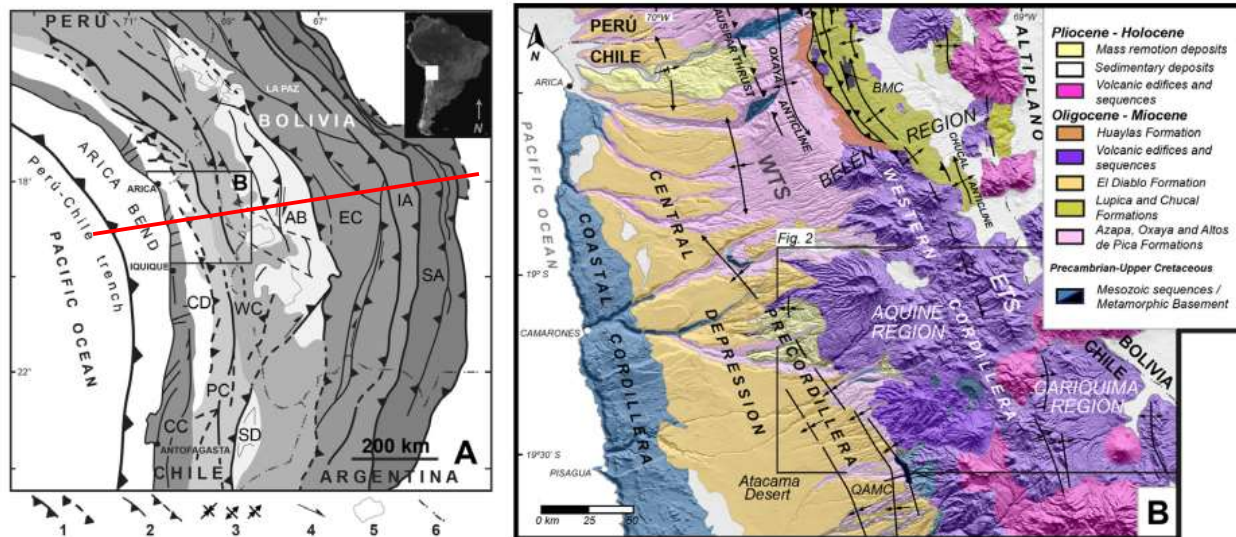 71°
69°
67°
PERÚ
LA PAZ
BOLIVIA
N
18°
ARICA
B
ARICA BEND
Perú-Chile trench
PACIFIC OCEAN
IQUIQUE
AB
EC
IA
SA
CD
WC
22°
PC
CC
SD
ANTOFAGASTA
CHILE
200 km
A
ARGENTINA
1 2 3 4 5 6
N
70°W
69°W
PERÚ
CHILE
ARICA
AUSIPAR THRUST
OXAYA ANTICLINE
BMC
ALTIPLANO
BELEN REGION
CHUCAL ANTICLINE
WTS
PACIFIC OCEAN
CENTRAL DEPRESSION
COASTAL CORDILLERA
WESTERN CORDILLERA
PRECORDILLERA
Fig. 2
19° S
ETS
AQUINE REGION
CAMARONES
BOLIVIA
CHILE
CARIQUIMA REGION
19°30' S
PISAGUA
Atacama Desert
QAMC
0 25 50
km
B
Pliocene - Holocene
Mass remotion deposits
Sedimentary deposits
Volcanic edifices and
sequences
Oligocene - Miocene
Huaylas Formation
Volcanic edifices and
sequences
El Diablo Formation
Lupica and Chucal
Formations
Azapa, Oxaya and Altos
de Pica Formations
Precambrian-Upper Cretaceous
Mesozoic sequences /
Metamorphic Basement